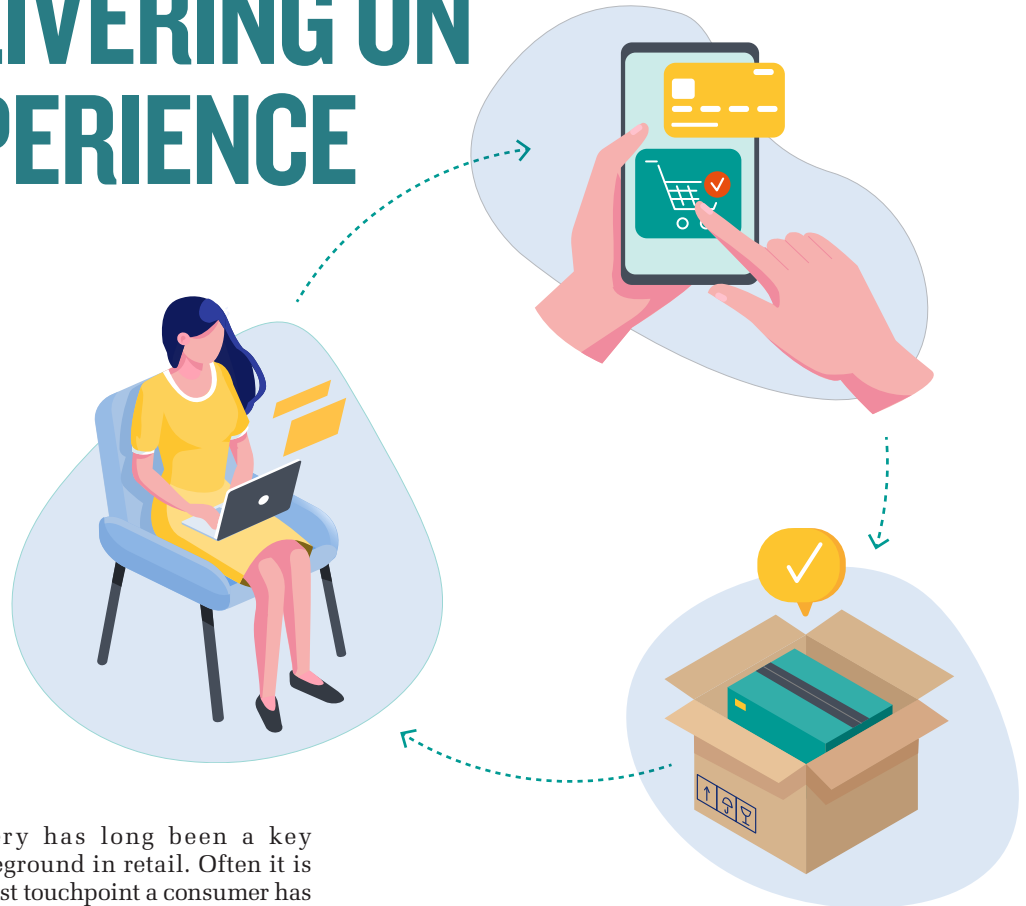 LIVERING ON
PERIENCE
ry has long been a key
eground in retail. Often it is
st touchpoint a consumer has